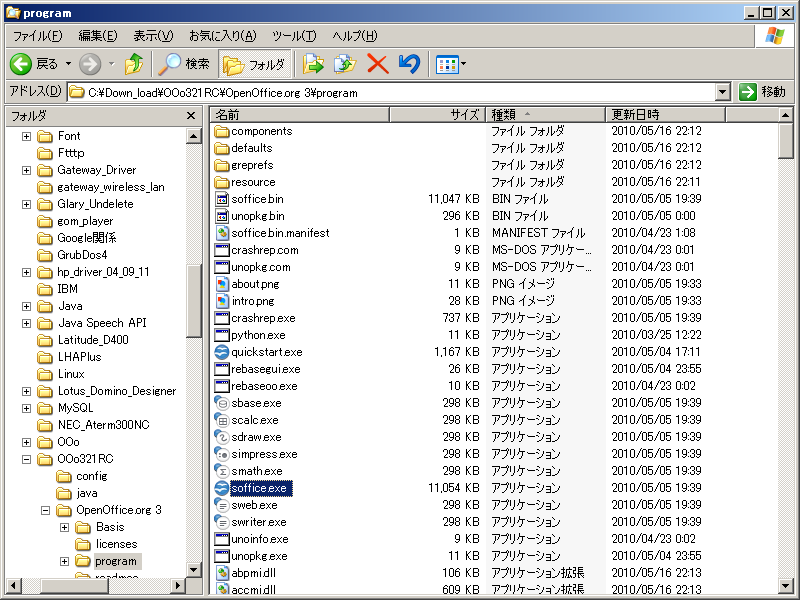 program
ファイル(F) 編集(E) 表示(V) お気に入り(A) ツール(T) ヘルプ(H)
戻る 検索 フォルダ
アドレス(D) C:¥Down_load¥OOo321RC¥OpenOffice.org 3¥program 移動
フォルダ
Font
Ftttp
Gateway_Driver
gateway_wireless_lan
Glary_Undelete
gom_player
Google関係
GrubDos4
hp_driver_04_09_11
IBM
Java
Java Speech API
Latitude_D400
LHAPlus
Linux
Lotus_Domino_Designer
MySQL
NEC_Aterm300NC
OOo
OOo321RC
config
java
OpenOffice.org 3
Basis
licenses
program
readmes
名前 サイズ 種類 更新日時
components ファイル フォルダ 2010/05/16 22:12
defaults ファイル フォルダ 2010/05/16 22:12
greprefs ファイル フォルダ 2010/05/16 22:12
resource ファイル フォルダ 2010/05/16 22:11
soffice.bin 11,047 KB BIN ファイル 2010/05/05 19:39
unopkg.bin 296 KB BIN ファイル 2010/05/05 0:00
soffice.bin.manifest 1 KB MANIFEST ファイル 2010/04/23 1:08
crashrep.com 9 KB MS-DOS アプリケー... 2010/04/23 0:01
unopkg.com 9 KB MS-DOS アプリケー... 2010/04/23 0:01
about.png 11 KB PNG イメージ 2010/05/05 19:33
intro.png 28 KB PNG イメージ 2010/05/05 19:33
crashrep.exe 737 KB アプリケーション 2010/05/05 19:39
python.exe 11 KB アプリケーション 2010/03/25 12:22
quickstart.exe 1,167 KB アプリケーション 2010/05/04 17:11
rebasegui.exe 26 KB アプリケーション 2010/05/04 23:55
rebaseoo.exe 10 KB アプリケーション 2010/04/23 0:02
sbase.exe 298 KB アプリケーション 2010/05/05 19:39
scalc.exe 298 KB アプリケーション 2010/05/05 19:39
sdraw.exe 298 KB アプリケーション 2010/05/05 19:39
simpress.exe 298 KB アプリケーション 2010/05/05 19:39
smath.exe 298 KB アプリケーション 2010/05/05 19:39
soffice.exe 11,054 KB アプリケーション 2010/05/05 19:39
sweb.exe 298 KB アプリケーション 2010/05/05 19:39
swriter.exe 298 KB アプリケーション 2010/05/05 19:39
unoinfo.exe 9 KB アプリケーション 2010/04/23 0:02
unopkg.exe 11 KB アプリケーション 2010/05/04 23:55
abpmi.dll 106 KB アプリケーション拡張 2010/05/16 22:13
accmi.dll 609 KB アプリケーション拡張 2010/05/16 22:13